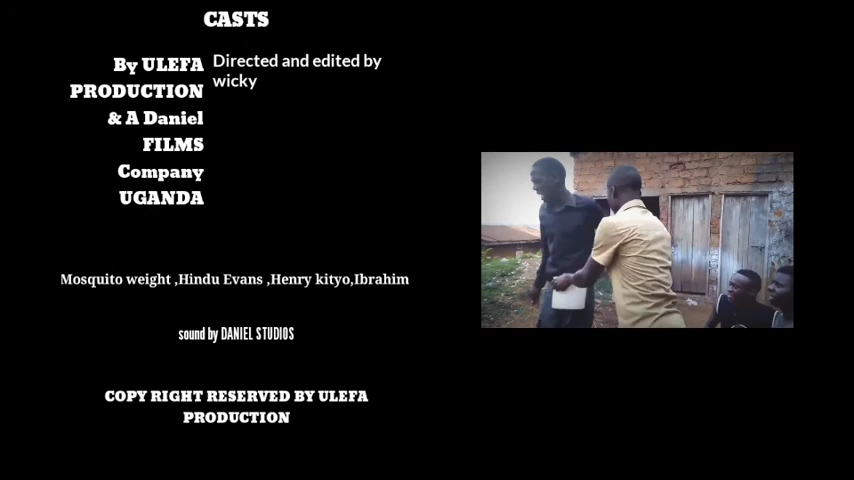 CASTS
By ULEFA
PRODUCTION
& A Daniel
FILMS
Company
UGANDA
Directed and edited by
wicky
Mosquito weight ,Hindu Evans ,Henry kityo,Ibrahim
sound by DANIEL STUDIOS
COPY RIGHT RESERVED BY ULEFA
PRODUCTION